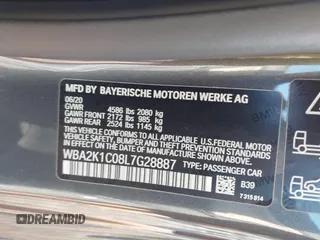 MFD BY BAYERISCHE MOTOREN WERKE AG
06/20
GVWR 4586 lbs 2080 kg
GAWR FRONT 2172 lbs 985 kg
GAWR REAR 2524 lbs 1145 kg
THIS VEHICLE CONFORMS TO ALL APPLICABLE U.S. FEDERAL MOTOR
VEHICLE SAFETY, BUMPER, AND THEFT PREVENTION STANDARDS
IN EFFECT ON THE DATE OF MANUFACTURE SHOWN ABOVE.
WBA2K1C08L7G28887 TYPE: PASSENGER CAR
B39
7 315 814
DREAMBID